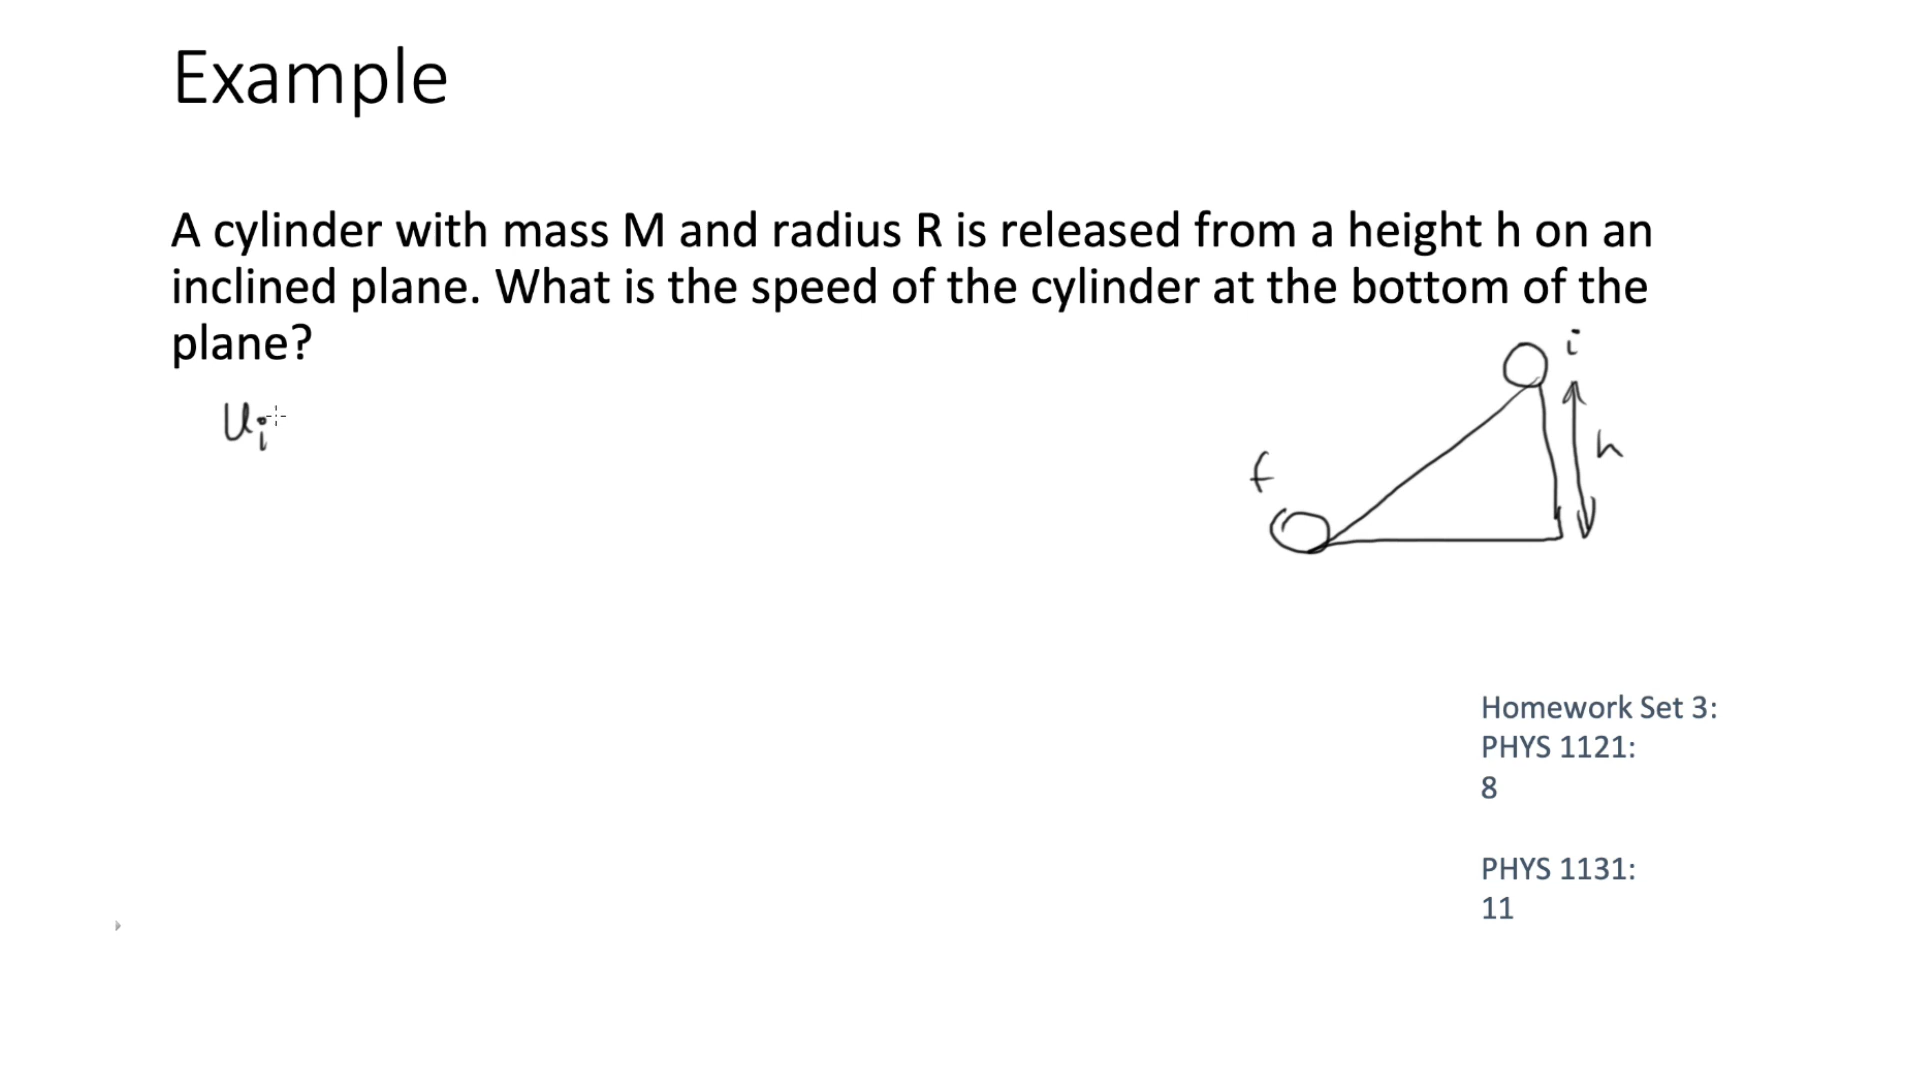 Example
A cylinder with mass M and radius R is released from a height h on an
inclined plane. What is the speed of the cylinder at the bottom of the
plane?
i
Ui
h
f
Homework Set 3:
PHYS 1121:
8
PHYS 1131:
11